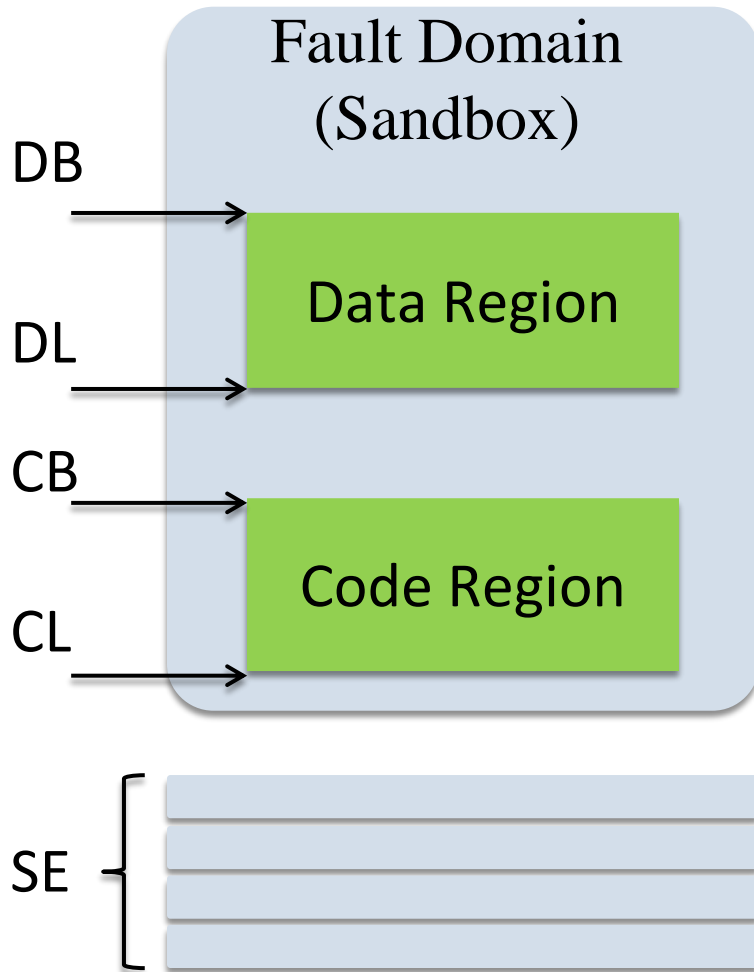 Fault Domain
(Sandbox)
DB
Data Region
DL
CB
Code Region
CL
SE